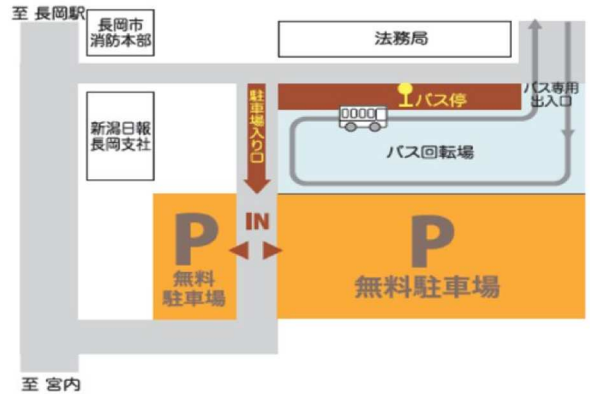 至 長岡駅
長岡市
消防本部
法務局
新潟日報
長岡支社
駐車場入り口
バス停
バス専用
出入口
バス回転場
IN
P
無料
駐車場
P
無料駐車場
至 宮内